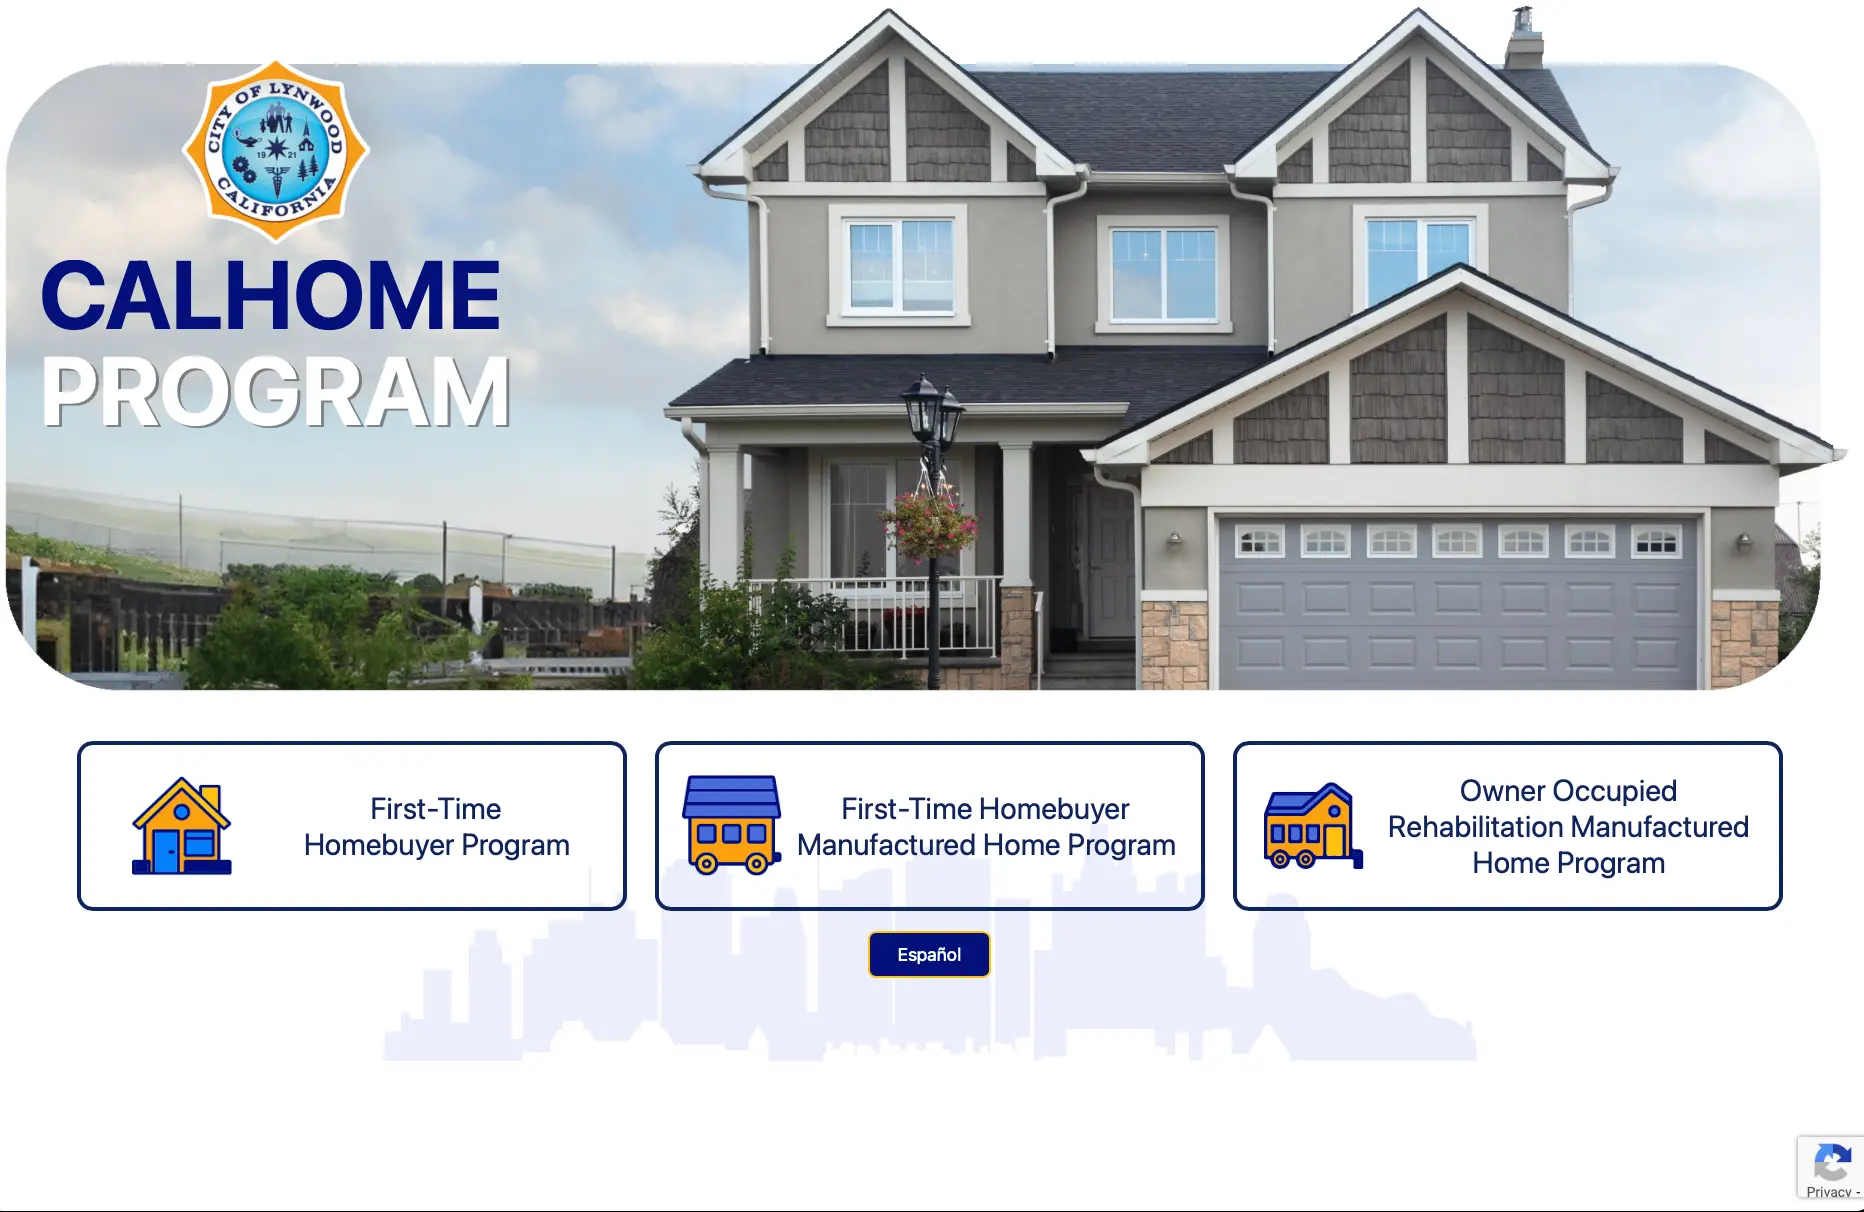 CITY OF LYNWOOD
19 21
CALIFORNIA
CALHOME
PROGRAM
First-Time
Homebuyer Program
First-Time Homebuyer
Manufactured Home Program
Owner Occupied
Rehabilitation Manufactured
Home Program
Español
Privacy -